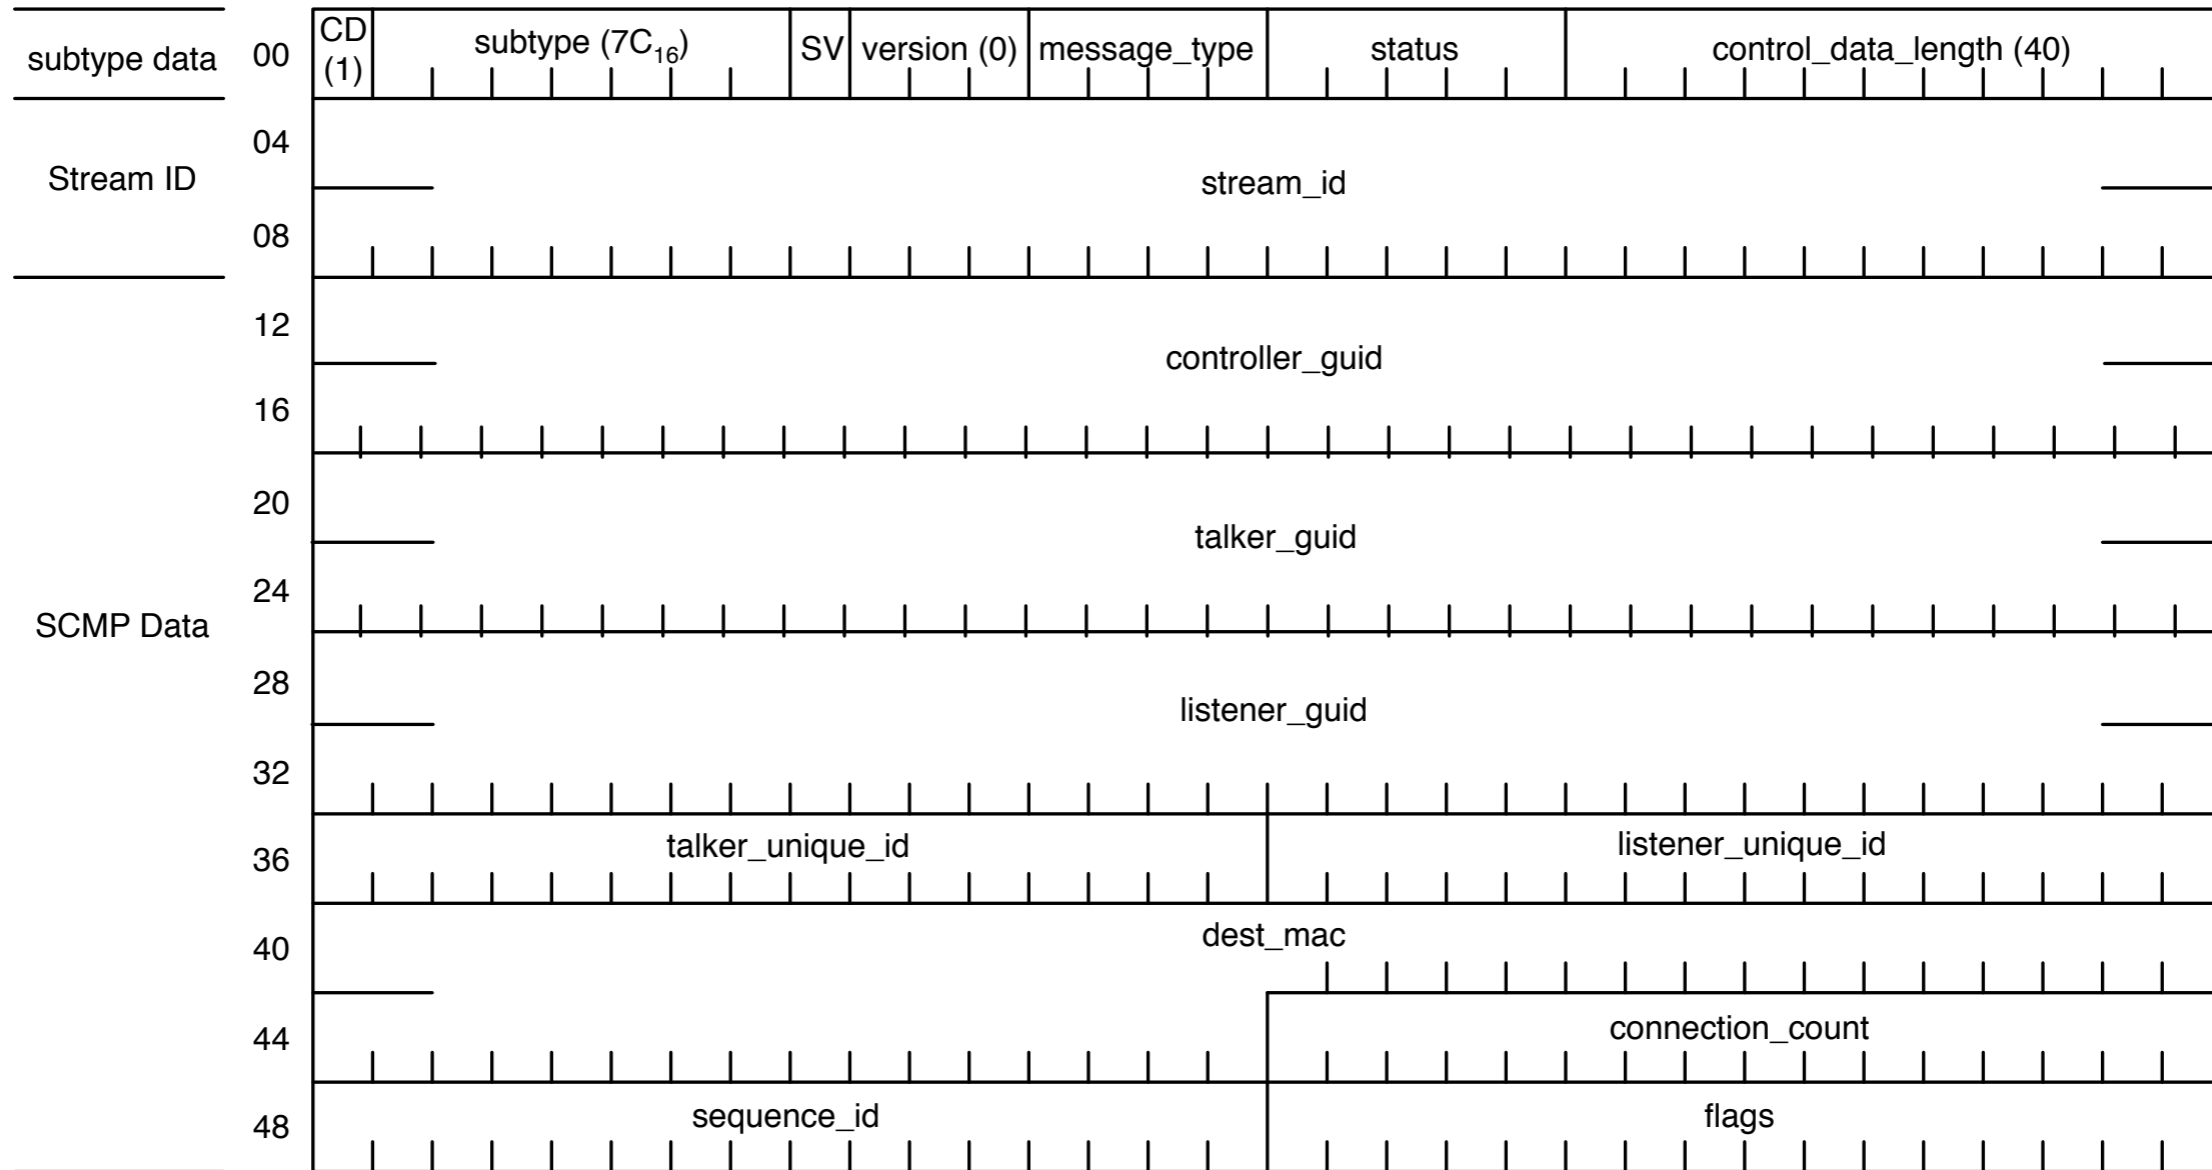 subtype data 00 CD (1) subtype (7C₁₆) SV version (0) message_type status control_data_length (40)
04
Stream ID stream_id
08
12
controller_guid
16
20
talker_guid
24
SCMP Data
28
listener_guid
32
36 talker_unique_id listener_unique_id
40 dest_mac
44 connection_count
48 sequence_id flags